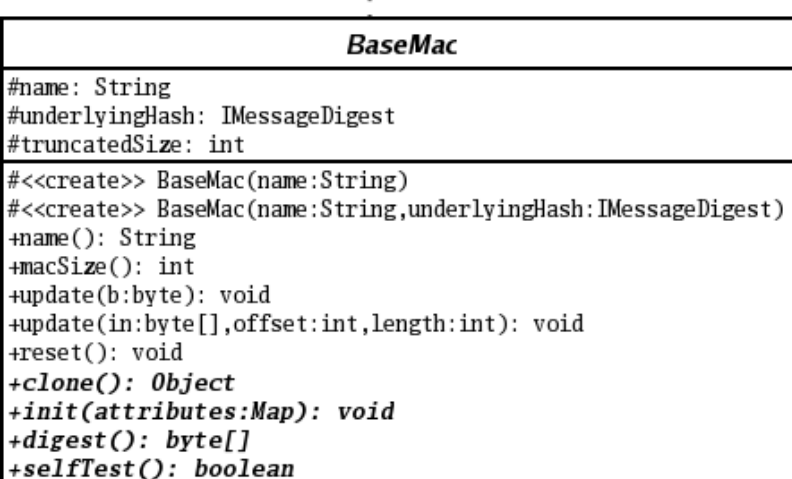 BaseMac
#name: String
#underlyingHash: IMessageDigest
#truncatedSize: int
#<<create>> BaseMac(name:String)
#<<create>> BaseMac(name:String,underlyingHash:IMessageDigest)
+name(): String
+macSize(): int
+update(b:byte): void
+update(in:byte[],offset:int,length:int): void
+reset(): void
+clone(): Object
+init(attributes:Map): void
+digest(): byte[]
+selfTest(): boolean